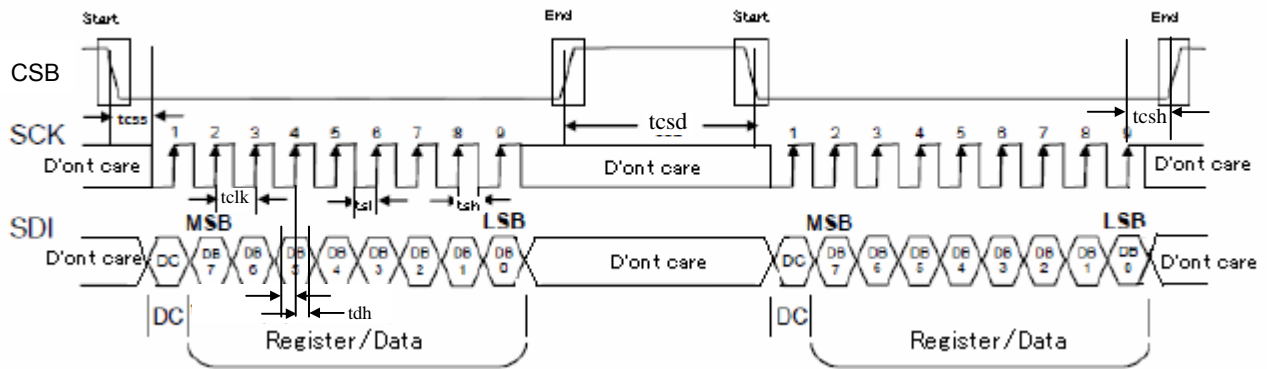 Start End Start End
CSB
tcss tcsd tcsh
SCK 1 2 3 4 5 6 7 8 9 1 2 3 4 5 6 7 8 9
D'ont care D'ont care D'ont care
tclk tsl tsh
SDI MSB LSB MSB LSB
D'ont care DC DB 7 DB 6 DB 5 DB 4 DB 3 DB 2 DB 1 DB 0 D'ont care DC DB 7 DB 6 DB 5 DB 4 DB 3 DB 2 DB 1 DB 0 D'ont care
DC tdh DC
Register/Data Register/Data